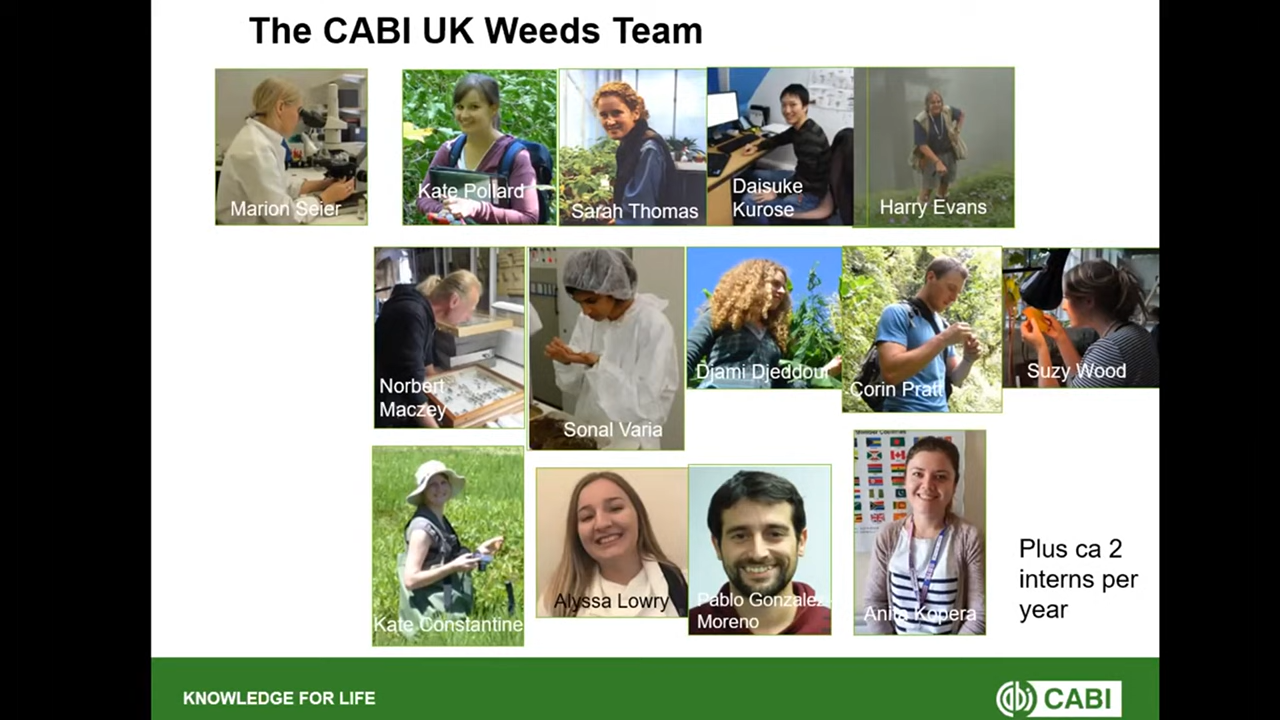 The CABI UK Weeds Team
Marion Seier
Kate Pollard
Sarah Thomas
Daisuke
Kurose
Harry Evans
Norbert
Maczey
Sonal Varia
Djami Djeddour
Corin Pratt
Suzy Wood
Kate Constantine
Alyssa Lowry
Pablo Gonzalez
Moreno
Anita Kopera
Plus ca 2
interns per
year
KNOWLEDGE FOR LIFE
cabi CABI